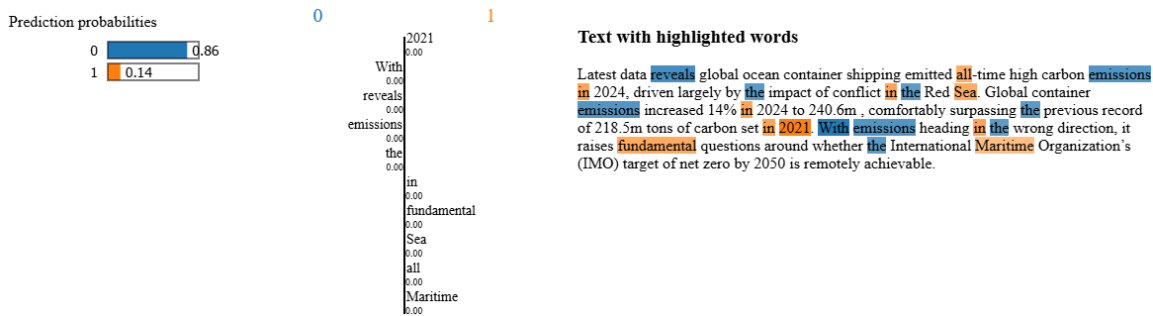 Prediction probabilities
0 0.86
1 0.14
0 1
2021
0.00
With
0.00
reveals
0.00
emissions
0.00
the
0.00
in
0.00
fundamental
0.00
Sea
0.00
all
0.00
Maritime
0.00
Text with highlighted words
Latest data reveals global ocean container shipping emitted all-time high carbon emissions
in 2024, driven largely by the impact of conflict in the Red Sea. Global container
emissions increased 14% in 2024 to 240.6m , comfortably surpassing the previous record
of 218.5m tons of carbon set in 2021. With emissions heading in the wrong direction, it
raises fundamental questions around whether the International Maritime Organization’s
(IMO) target of net zero by 2050 is remotely achievable.